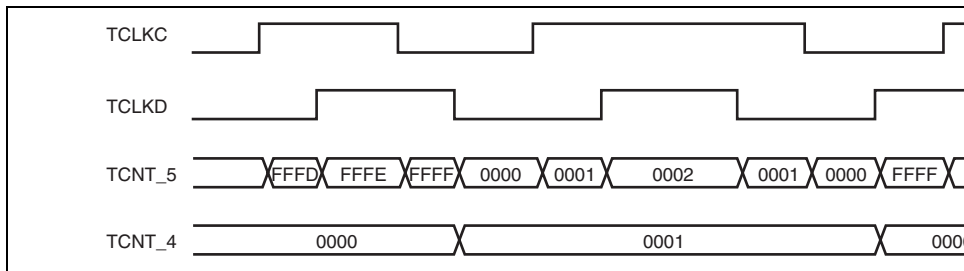 TCLKC
TCLKD
TCNT_5 FFFD FFFE FFFF 0000 0001 0002 0001 0000 FFFF
TCNT_4 0000 0001